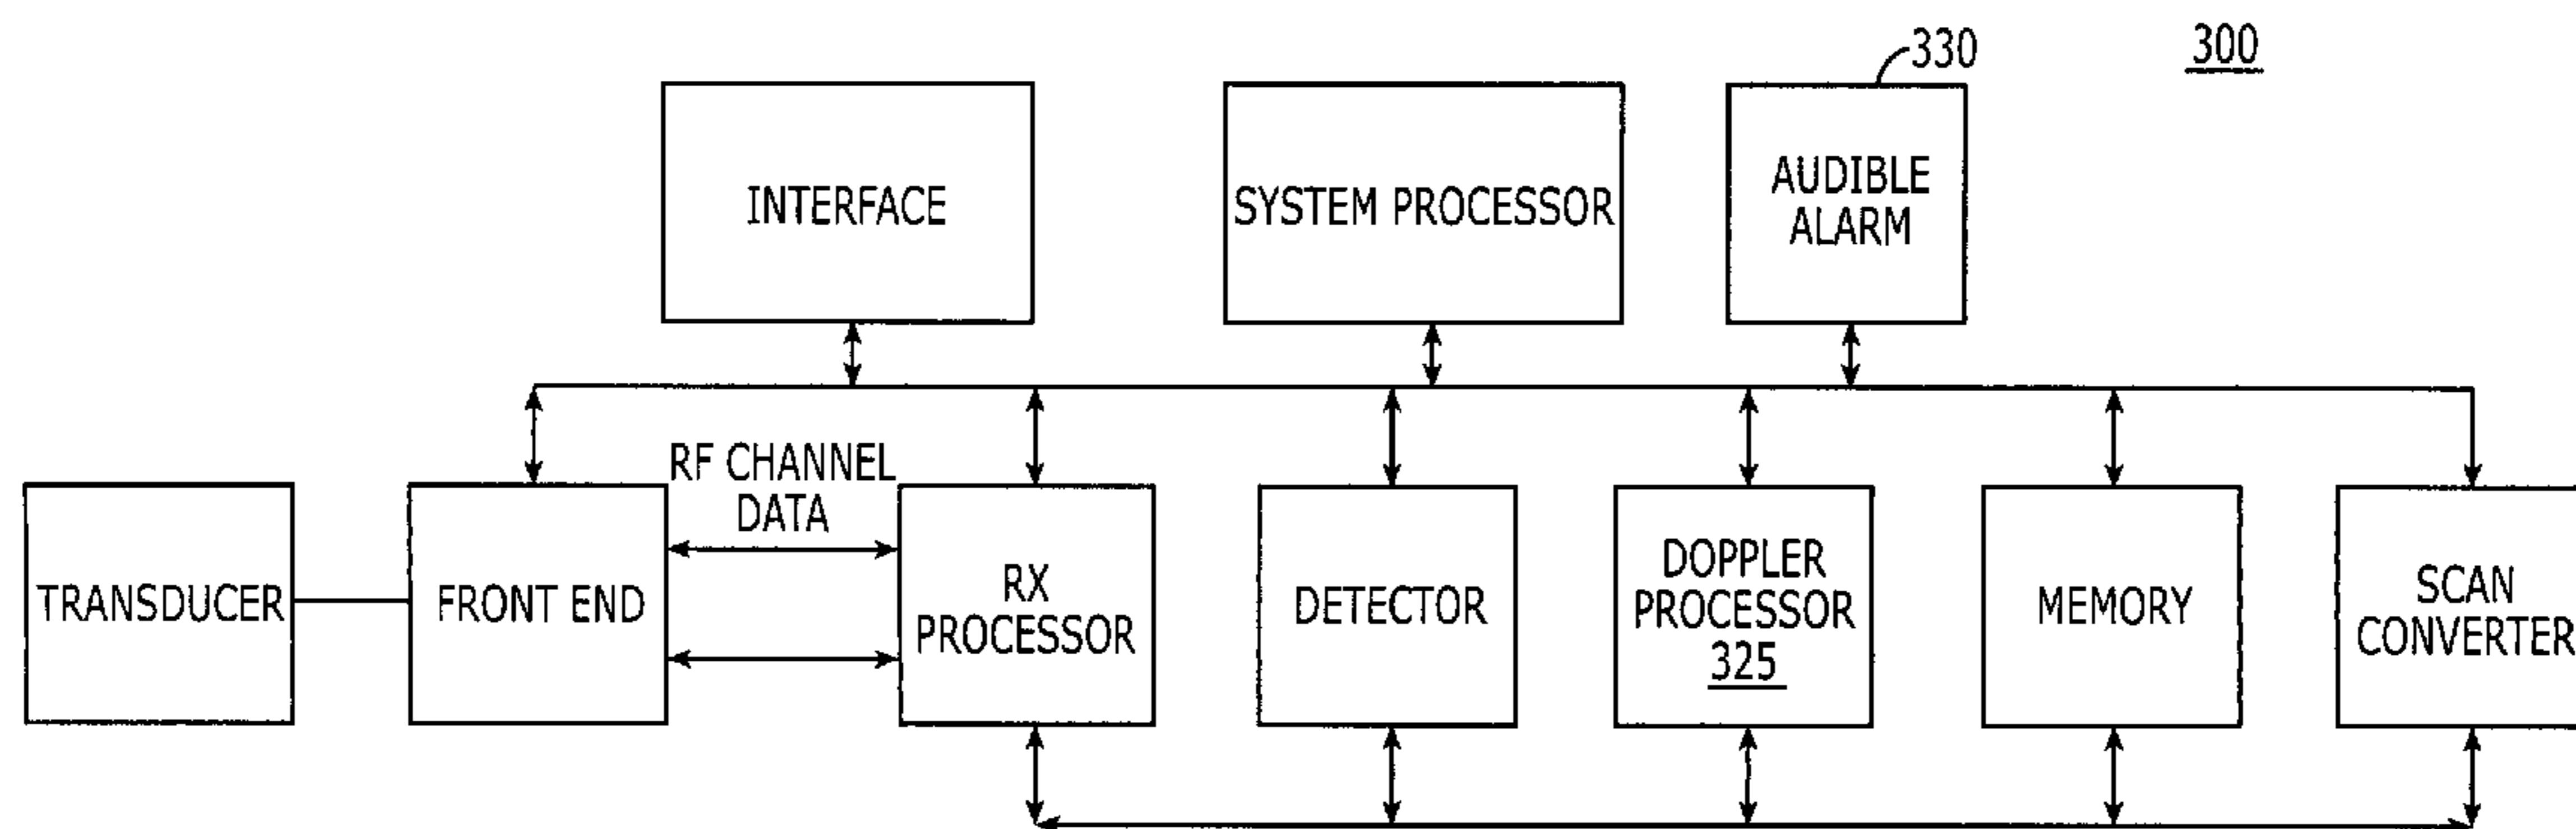 330
300
INTERFACE
SYSTEM PROCESSOR
AUDIBLE
ALARM
RF CHANNEL
DATA
TRANSDUCER
FRONT END
RX
PROCESSOR
DETECTOR
DOPPLER
PROCESSOR
325
MEMORY
SCAN
CONVERTER